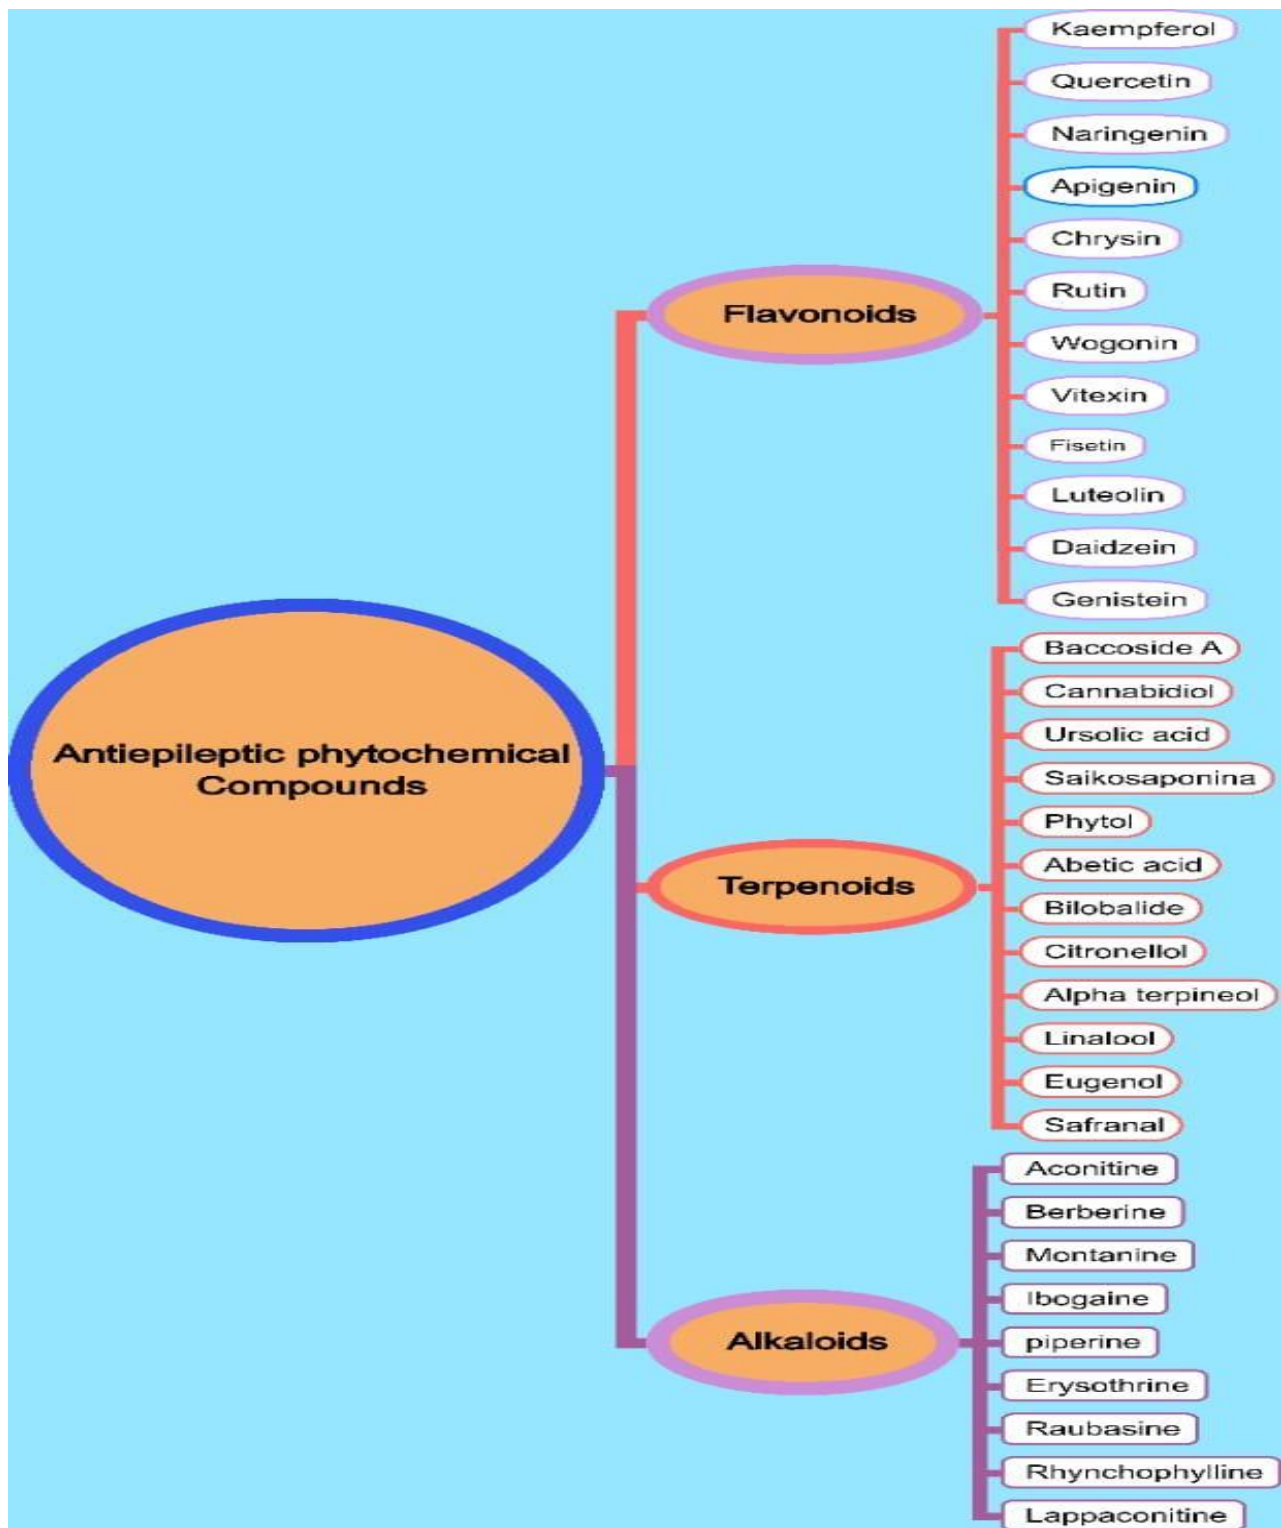 Antiepileptic phytochemical
Compounds
Flavonoids
Kaempferol
Quercetin
Naringenin
Apigenin
Chrysin
Rutin
Wogonin
Vitexin
Fisetin
Luteolin
Daidzein
Genistein
Terpenoids
Baccoside A
Cannabidiol
Ursolic acid
Saikosaponina
Phytol
Abetic acid
Bilobalide
Citronellol
Alpha terpineol
Linalool
Eugenol
Safranal
Alkaloids
Aconitine
Berberine
Montanine
Ibogaine
piperine
Erysothrine
Raubasine
Rhynchophylline
Lappaconitine